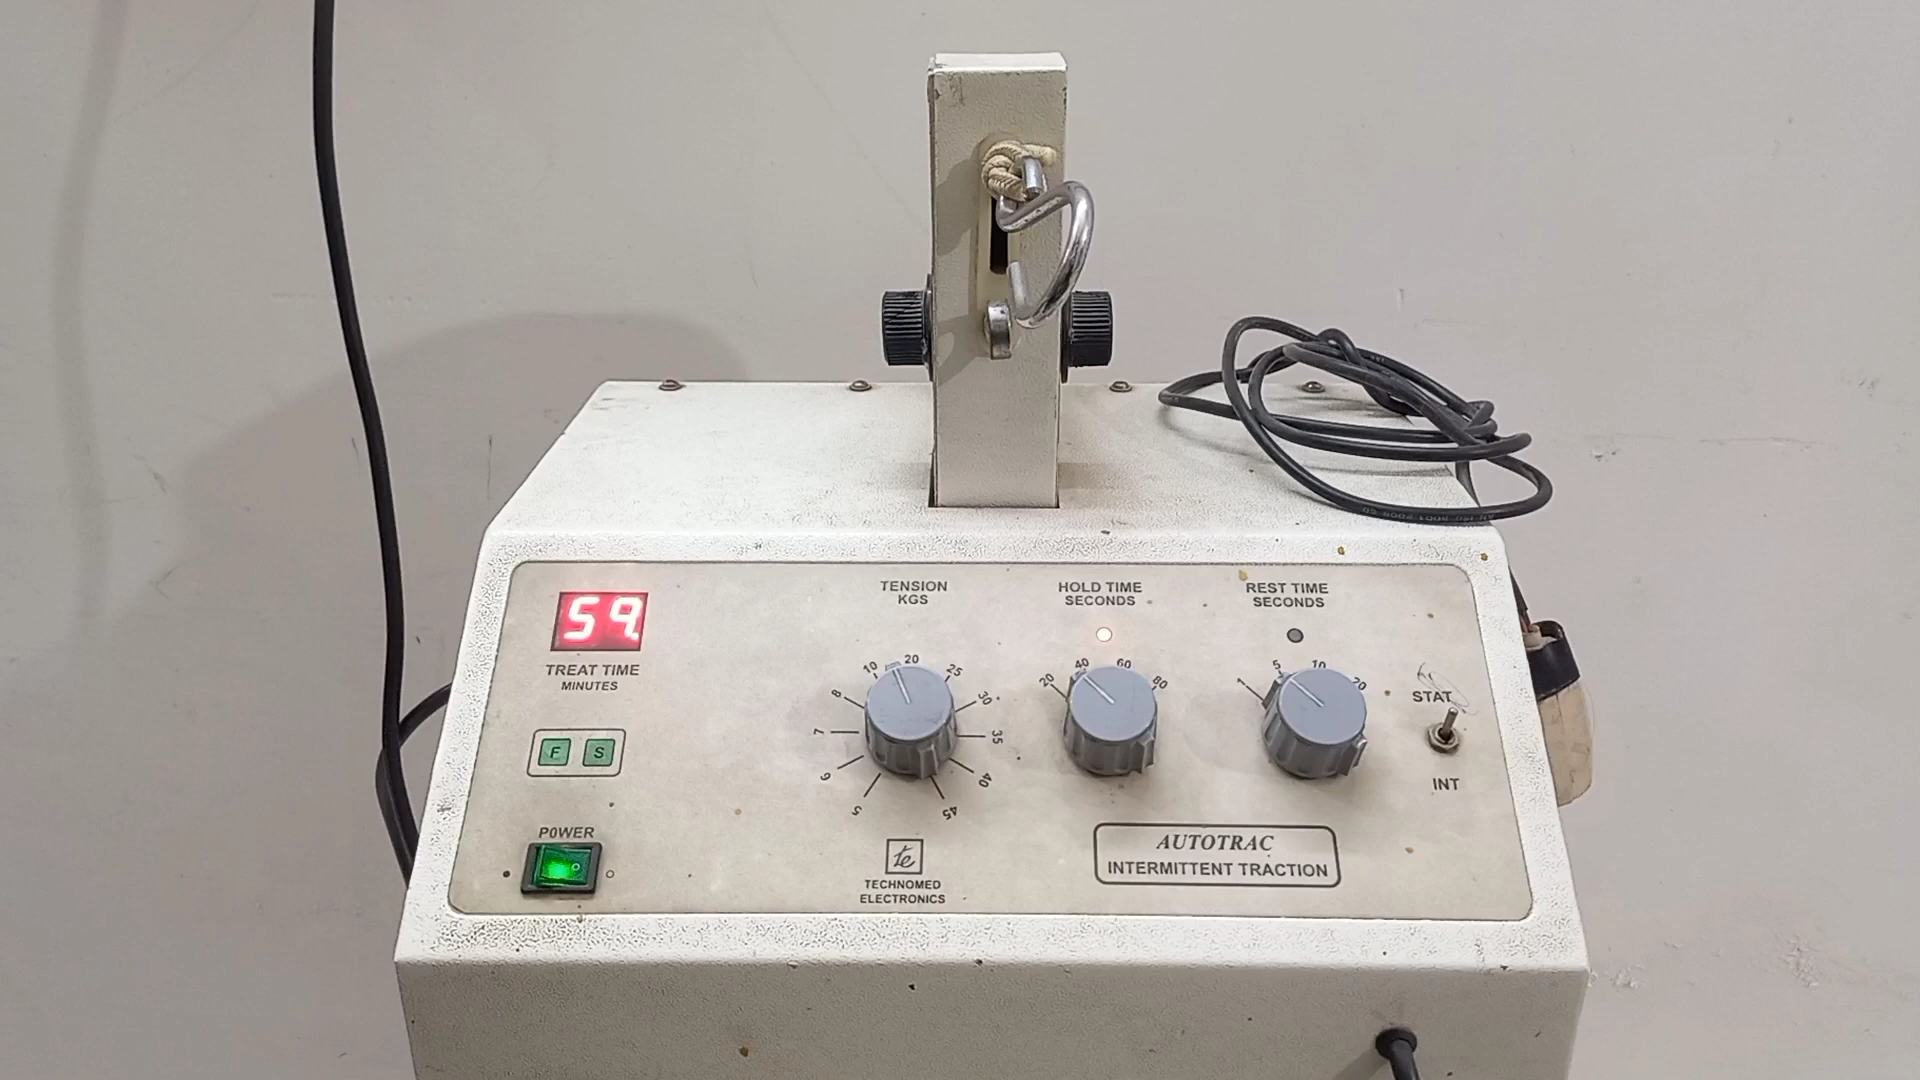 59.
TREAT TIME
MINUTES
F S
P0WER
TENSION
KGS
5 6 7 8 10 20 25 30 35 40 45
HOLD TIME
SECONDS
20 40 60 80
REST TIME
SECONDS
1 5 10 20
STAT
INT
te
TECHNOMED
ELECTRONICS
AUTOTRAC
INTERMITTENT TRACTION